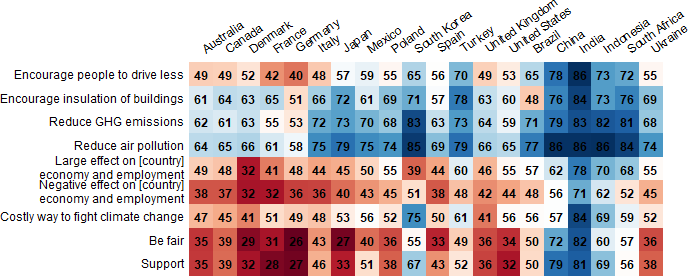 Australia Canada Denmark France Germany Italy Japan Mexico Poland South Korea Spain Turkey United Kingdom United States Brazil China India Indonesia South Africa Ukraine
Encourage people to drive less 49 49 52 42 40 48 57 59 55 65 56 70 49 53 65 78 86 73 72 55
Encourage insulation of buildings 61 64 63 65 51 66 72 61 69 71 57 78 63 60 48 76 84 73 76 69
Reduce GHG emissions 62 61 63 55 53 72 73 70 68 83 63 73 64 59 71 79 83 82 81 68
Reduce air pollution 64 65 66 61 58 75 79 75 74 85 69 79 66 65 77 86 86 86 84 74
Large effect on [country]
economy and employment 49 48 32 41 48 44 45 50 55 39 44 60 46 55 57 62 78 70 68 55
Negative effect on [country]
economy and employment 38 37 32 32 36 36 40 43 45 51 38 48 42 44 48 56 71 62 52 45
Costly way to fight climate change 47 45 41 51 49 48 53 56 52 75 50 61 41 56 56 57 84 69 59 52
Be fair 35 39 29 31 26 43 27 40 36 55 33 49 36 34 50 72 82 60 57 36
Support 35 39 32 28 27 46 33 51 38 67 43 52 36 32 50 79 81 69 56 38